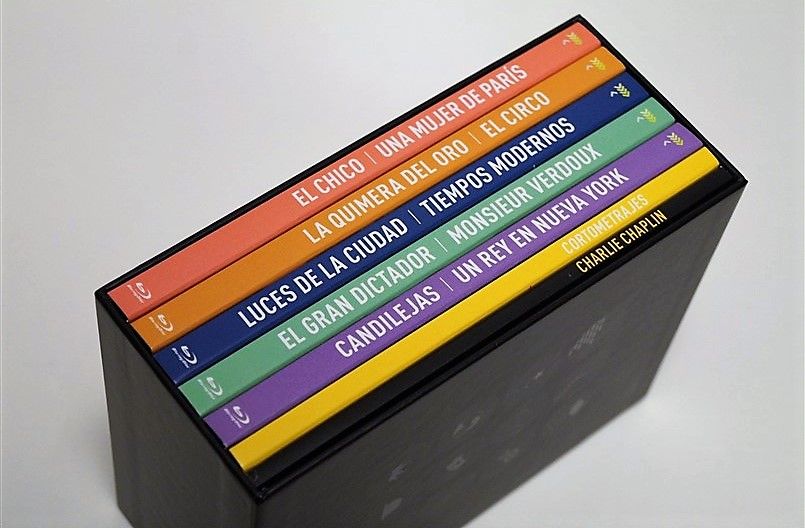 EL CHICO | UNA MUJER DE PARÍS
LA QUIMERA DEL ORO | EL CIRCO
LUCES DE LA CIUDAD | TIEMPOS MODERNOS
EL GRAN DICTADOR | MONSIEUR VERDOUX
CANDILEJAS | UN REY EN NUEVA YORK
CORTOMETRAJES
CHARLIE CHAPLIN